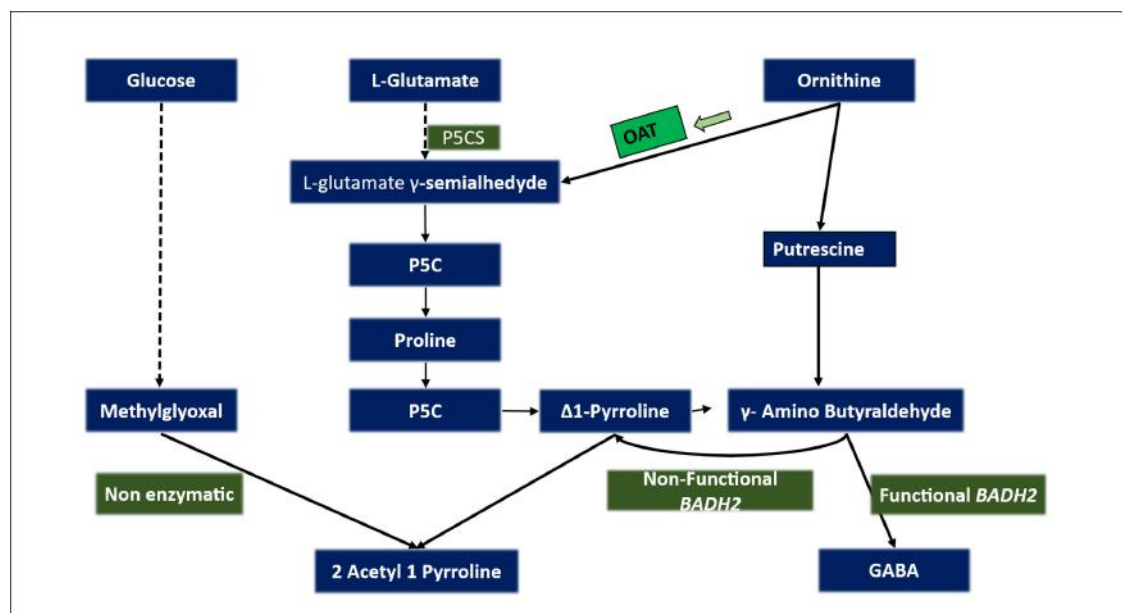 Glucose
L-Glutamate
Ornithine
OAT
P5CS
L-glutamate γ-semialhedyde
P5C
Putrescine
Proline
Methylglyoxal
P5C
Δ1-Pyrroline
γ- Amino Butyraldehyde
Non enzymatic
Non-Functional
BADH2
Functional BADH2
2 Acetyl 1 Pyrroline
GABA